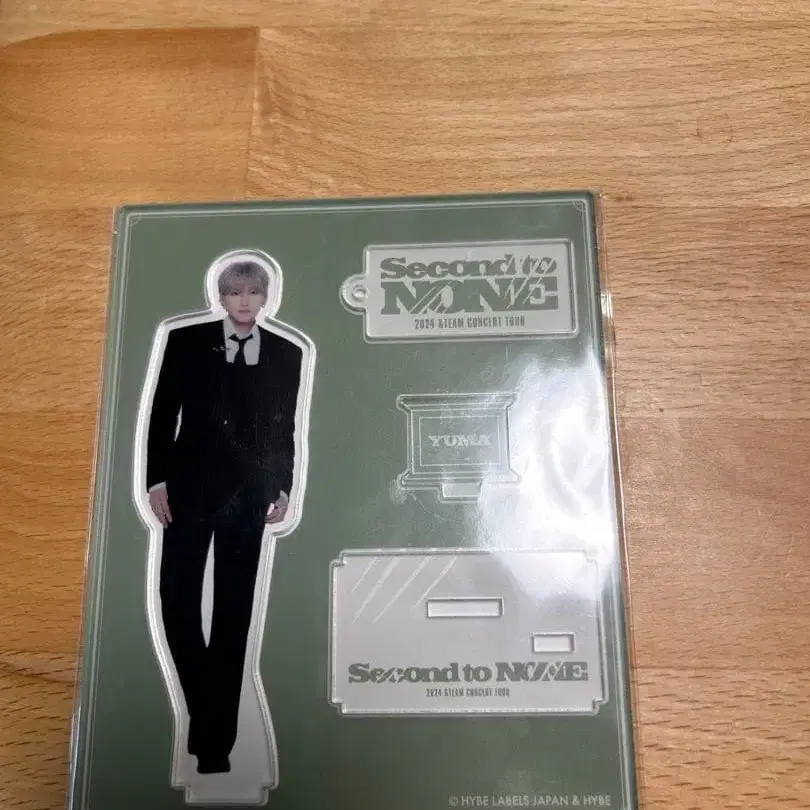 Second to
NONE
2024 &TEAM CONCERT TOUR
YUMA
Second to NONE
2024 &TEAM CONCERT TOUR
© HYBE LABELS JAPAN & HYBE